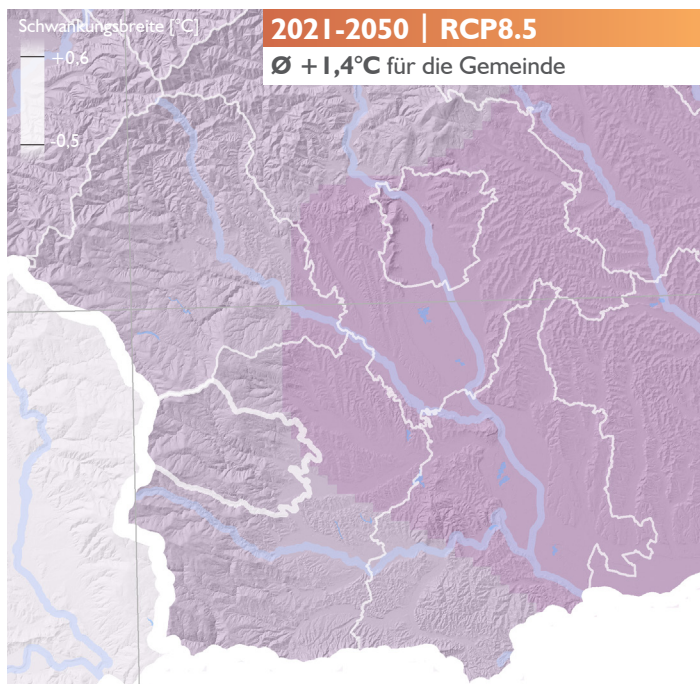 Schwankungsbreite [°C]
+0,6
-0,5
2021-2050 | RCP8.5
Ø +1,4°C für die Gemeinde